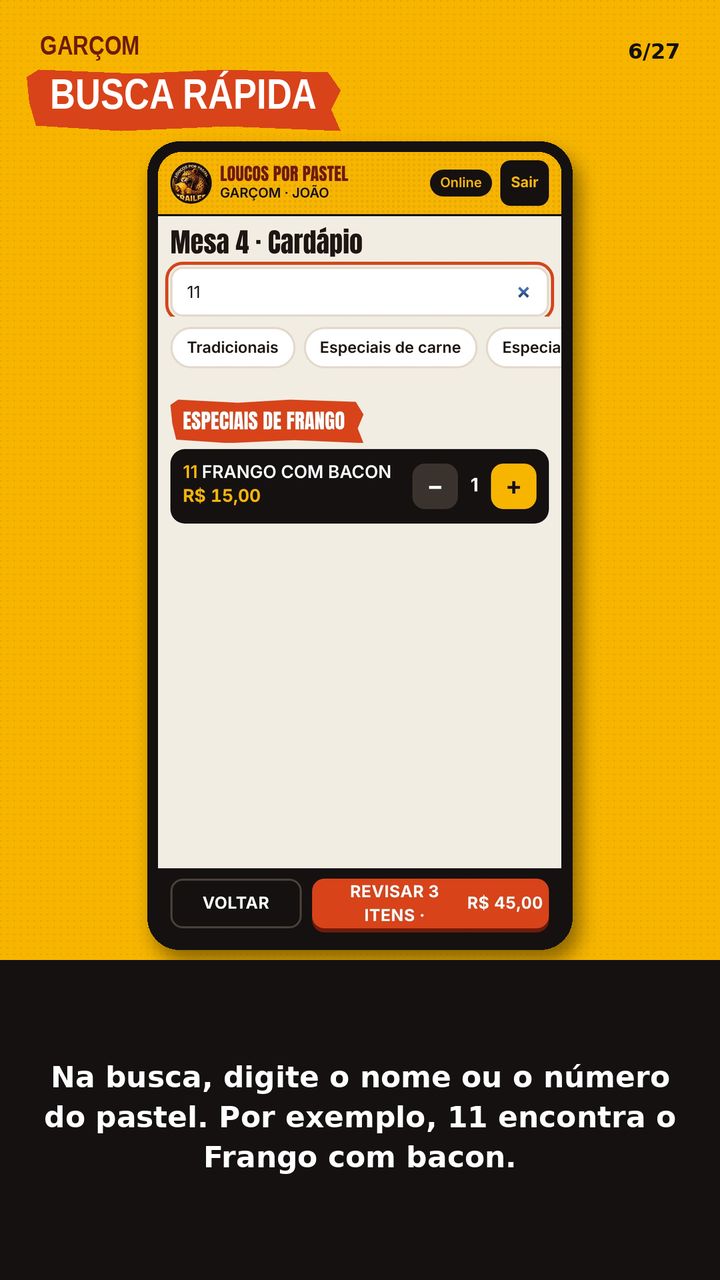 GARÇOM
6/27
BUSCA RÁPIDA
LOUCOS POR PASTEL
GARÇOM · JOÃO
Online
Sair
Mesa 4 · Cardápio
11
×
Tradicionais
Especiais de carne
Especia
ESPECIAIS DE FRANGO
11 FRANGO COM BACON
R$ 15,00
− 1 +
VOLTAR
REVISAR 3
ITENS ·
R$ 45,00
Na busca, digite o nome ou o número
do pastel. Por exemplo, 11 encontra o
Frango com bacon.